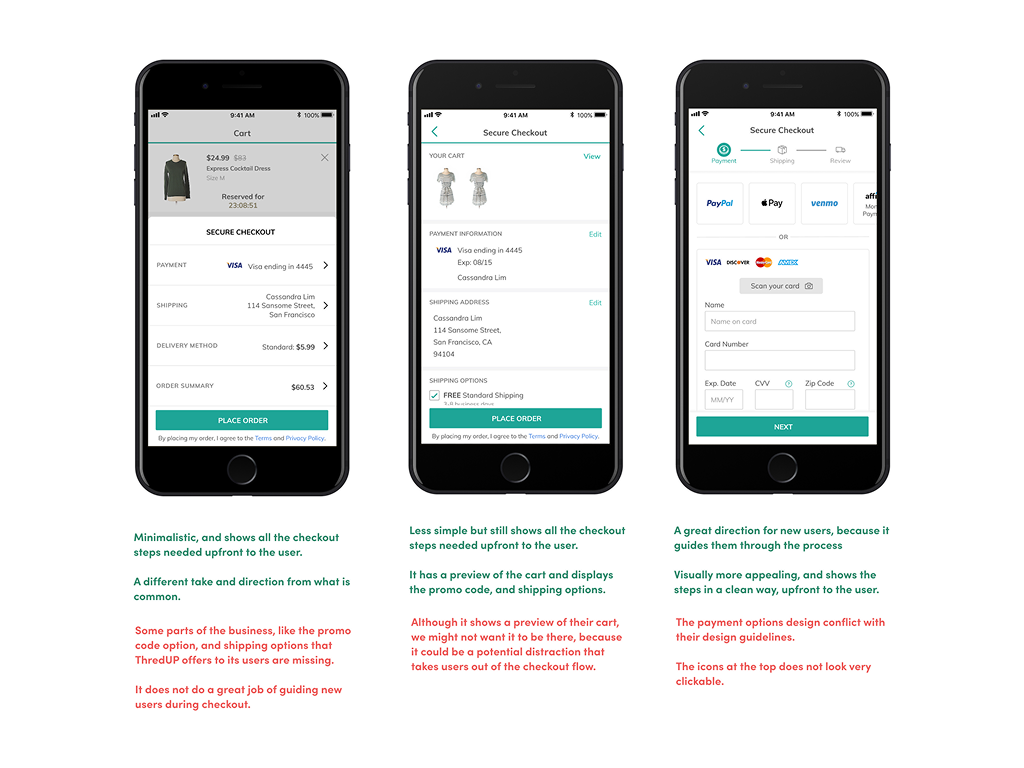 9:41 AM
100%
Cart
$24.99 $83
Express Cocktail Dress
Size M
Reserved for
23:08:51
SECURE CHECKOUT
PAYMENT
VISA Visa ending in 4445
SHIPPING
Cassandra Lim
114 Sansome Street,
San Francisco
DELIVERY METHOD
Standard: $5.99
ORDER SUMMARY
$60.53
PLACE ORDER
By placing my order, I agree to the Terms and Privacy Policy.
Minimalistic, and shows all the checkout
steps needed upfront to the user.
A different take and direction from what is
common.
Some parts of the business, like the promo
code option, and shipping options that
ThredUP offers to its users are missing.
It does not do a great job of guiding new
users during checkout.
9:41 AM
100%
Secure Checkout
YOUR CART
View
PAYMENT INFORMATION
Edit
VISA Visa ending in 4445
Exp: 08/15
Cassandra Lim
SHIPPING ADDRESS
Edit
Cassandra Lim
114 Sansome Street,
San Francisco, CA
94104
SHIPPING OPTIONS
FREE Standard Shipping
3-8 business days
PLACE ORDER
By placing my order, I agree to the Terms and Privacy Policy.
Less simple but still shows all the checkout
steps needed upfront to the user.
It has a preview of the cart and displays
the promo code, and shipping options.
Although it shows a preview of their cart,
we might not want it to be there, because
it could be a potential distraction that
takes users out of the checkout flow.
9:41 AM
100%
Secure Checkout
Payment
Shipping
Review
PayPal
Pay
venmo
affi
Mon
Paym
OR
VISA DISCOVER MasterCard AMEX
Scan your card
Name
Name on card
Card Number
Exp. Date
CVV
Zip Code
MM/YY
NEXT
A great direction for new users, because it
guides them through the process
Visually more appealing, and shows the
steps in a clean way, upfront to the user.
The payment options design conflict with
their design guidelines.
The icons at the top does not look very
clickable.